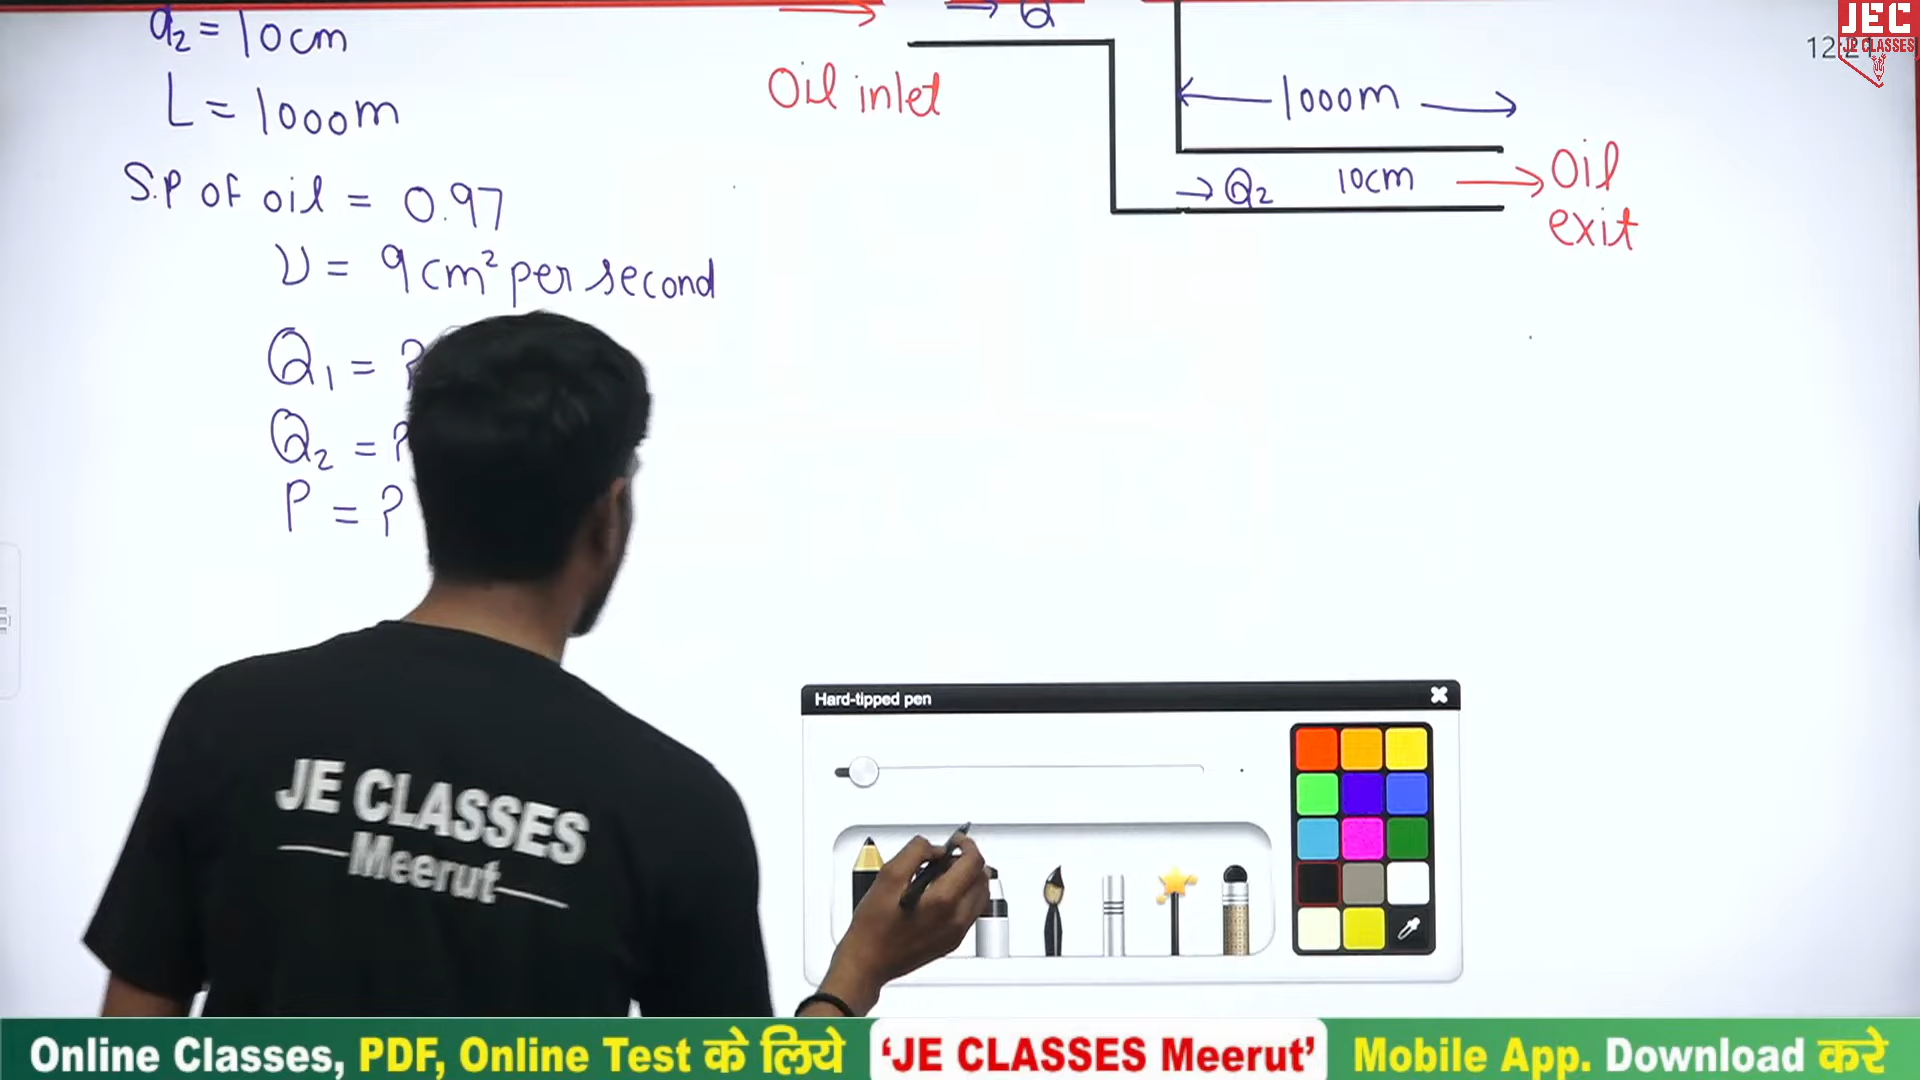 d₂ = 10cm
L = 1000m
S.P of oil = 0.97
ν = 9cm² per second
Q₁ = ?
Q₂ = ?
P = ?
→ Q
Oil inlet
1000m
→ Q₂ 10cm
Oil
exit
JEC
JE CLASSES
Hard-tipped pen
JE CLASSES
Meerut
Online Classes, PDF, Online Test के लिये 'JE CLASSES Meerut' Mobile App. Download करे